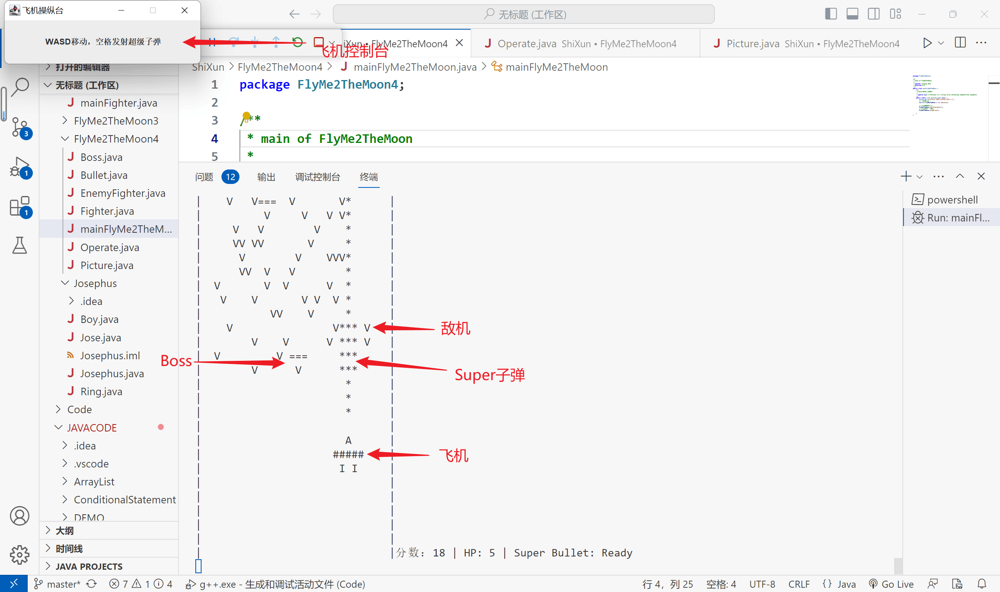 飞机操纵台
无标题 (工作区)
WASD移动，空格发射超级子弹
飞机控制台
iXun • FlyMe2TheMoon4
Operate.java ShiXun • FlyMe2TheMoon4
Picture.java ShiXun • FlyMe2TheMoon4
打开的编辑器
无标题 (工作区)
mainFighter.java
FlyMe2TheMoon3
FlyMe2TheMoon4
Boss.java
Bullet.java
EnemyFighter.java
Fighter.java
mainFlyMe2TheM...
Operate.java
Picture.java
Josephus
.idea
Boy.java
Jose.java
Josephus.iml
Josephus.java
Ring.java
Code
JAVACODE
.idea
.vscode
ArrayList
ConditionalStatement
DEMO
大纲
时间线
JAVA PROJECTS
3
1
1
ShiXun > FlyMe2TheMoon4 > mainFlyMe2TheMoon.java > mainFlyMe2TheMoon
1 package FlyMe2TheMoon4;
2
3 /**
4 * main of FlyMe2TheMoon
5 *
问题 12 输出 调试控制台 终端
powershell
Run: mainFl...
|    V   V===  V       V*      |
|          V     V   V V*      |
|     V   V        V    *      |
|     VV VV       V     *      |
|      V        V    VVV*      |
|      VV  V   V        *      |
|  V       V  V      V  *      |
|   V    V       V V  V *      |
|           VV    V     *      |
|    V                V*** V   |
|        V    V      V *** V   |
|  V         V ===     ***     |
|        V      V      ***     |
|                       *      |
|                       *      |
|                       *      |
|                              |
|                       A      |
|                     #####    |
|                      I I     |
|                              |
|                              |
|                              |
|                              |
|                              |
|                              |分数: 18 | HP: 5 | Super Bullet: Ready
敌机
Boss
Super子弹
飞机
master* 7 1 4 g++.exe - 生成和调试活动文件 (Code) 行 4，列 25 空格: 4 UTF-8 CRLF {} Java Go Live